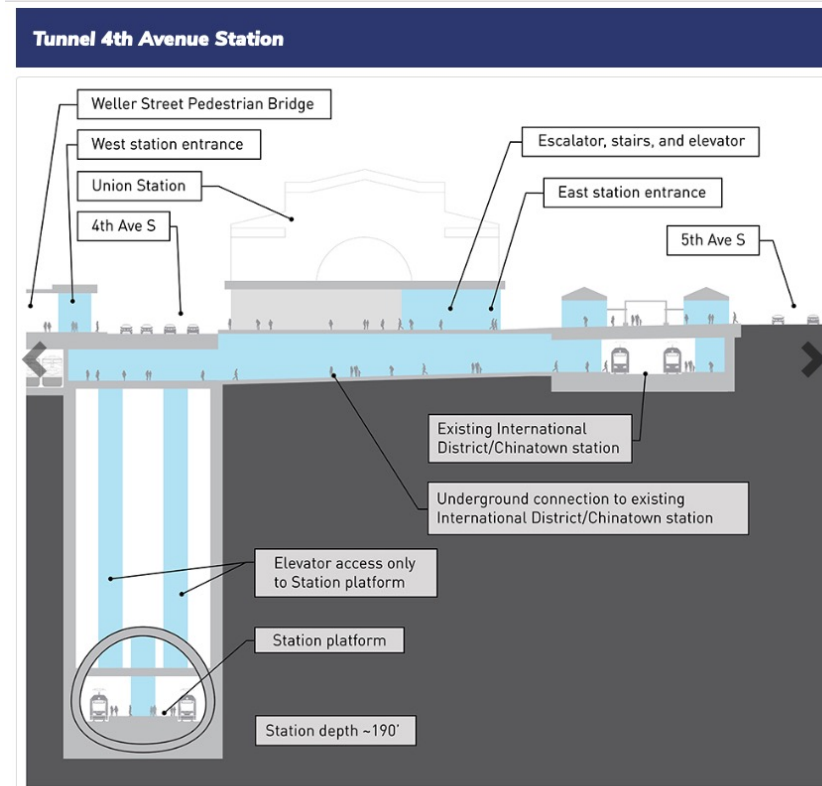 Tunnel 4th Avenue Station
Weller Street Pedestrian Bridge
West station entrance
Union Station
4th Ave S
Escalator, stairs, and elevator
East station entrance
5th Ave S
Existing International
District/Chinatown station
Underground connection to existing
International District/Chinatown station
Elevator access only
to Station platform
Station platform
Station depth ~190'